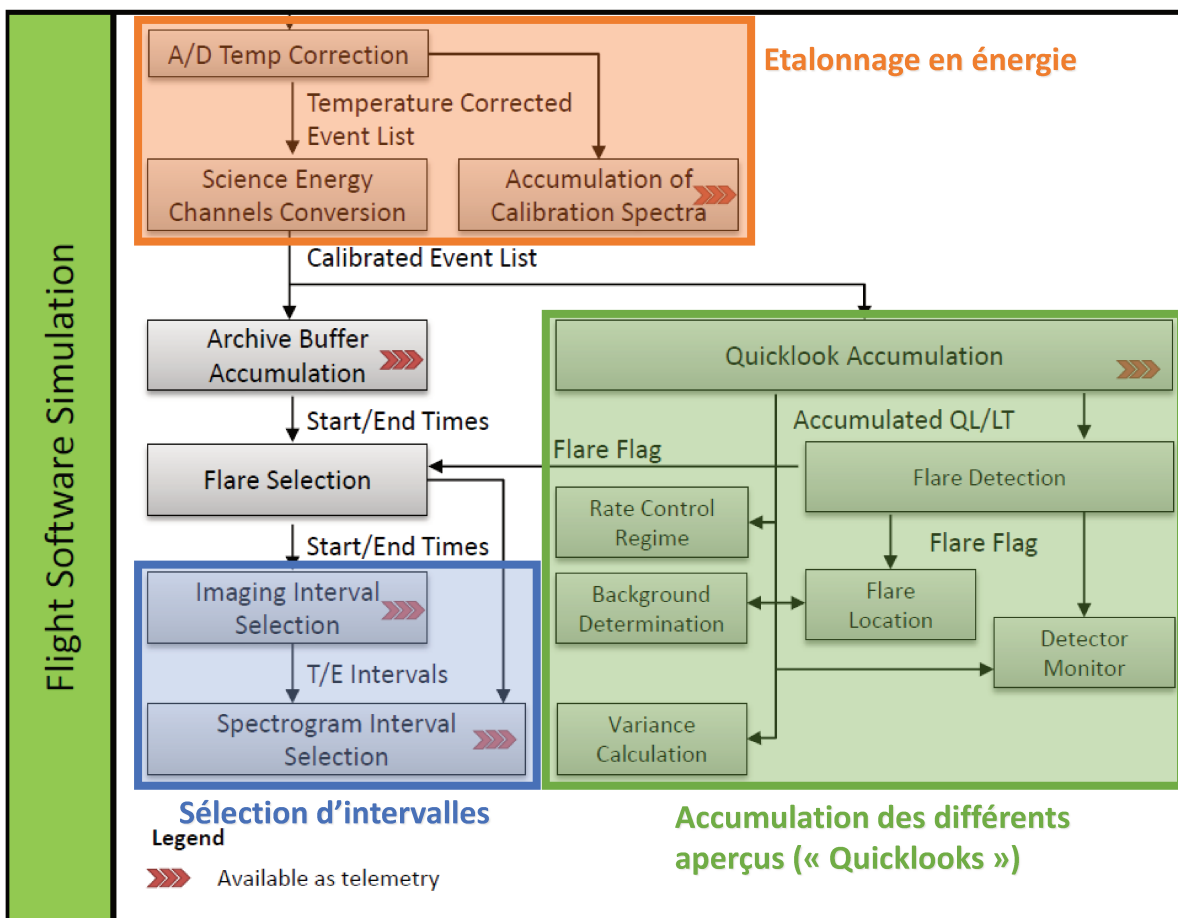 Flight Software Simulation
A/D Temp Correction
Etalonnage en énergie
Temperature Corrected
Event List
Science Energy
Channels Conversion
Accumulation of
Calibration Spectra
Calibrated Event List
Archive Buffer
Accumulation
Quicklook Accumulation
Start/End Times
Accumulated QL/LT
Flare Flag
Flare Selection
Flare Detection
Rate Control
Regime
Start/End Times
Flare Flag
Imaging Interval
Selection
Background
Determination
Flare
Location
Detector
Monitor
T/E Intervals
Spectrogram Interval
Selection
Variance
Calculation
Sélection d’intervalles
Accumulation des différents
aperçus (« Quicklooks »)
Legend
Available as telemetry